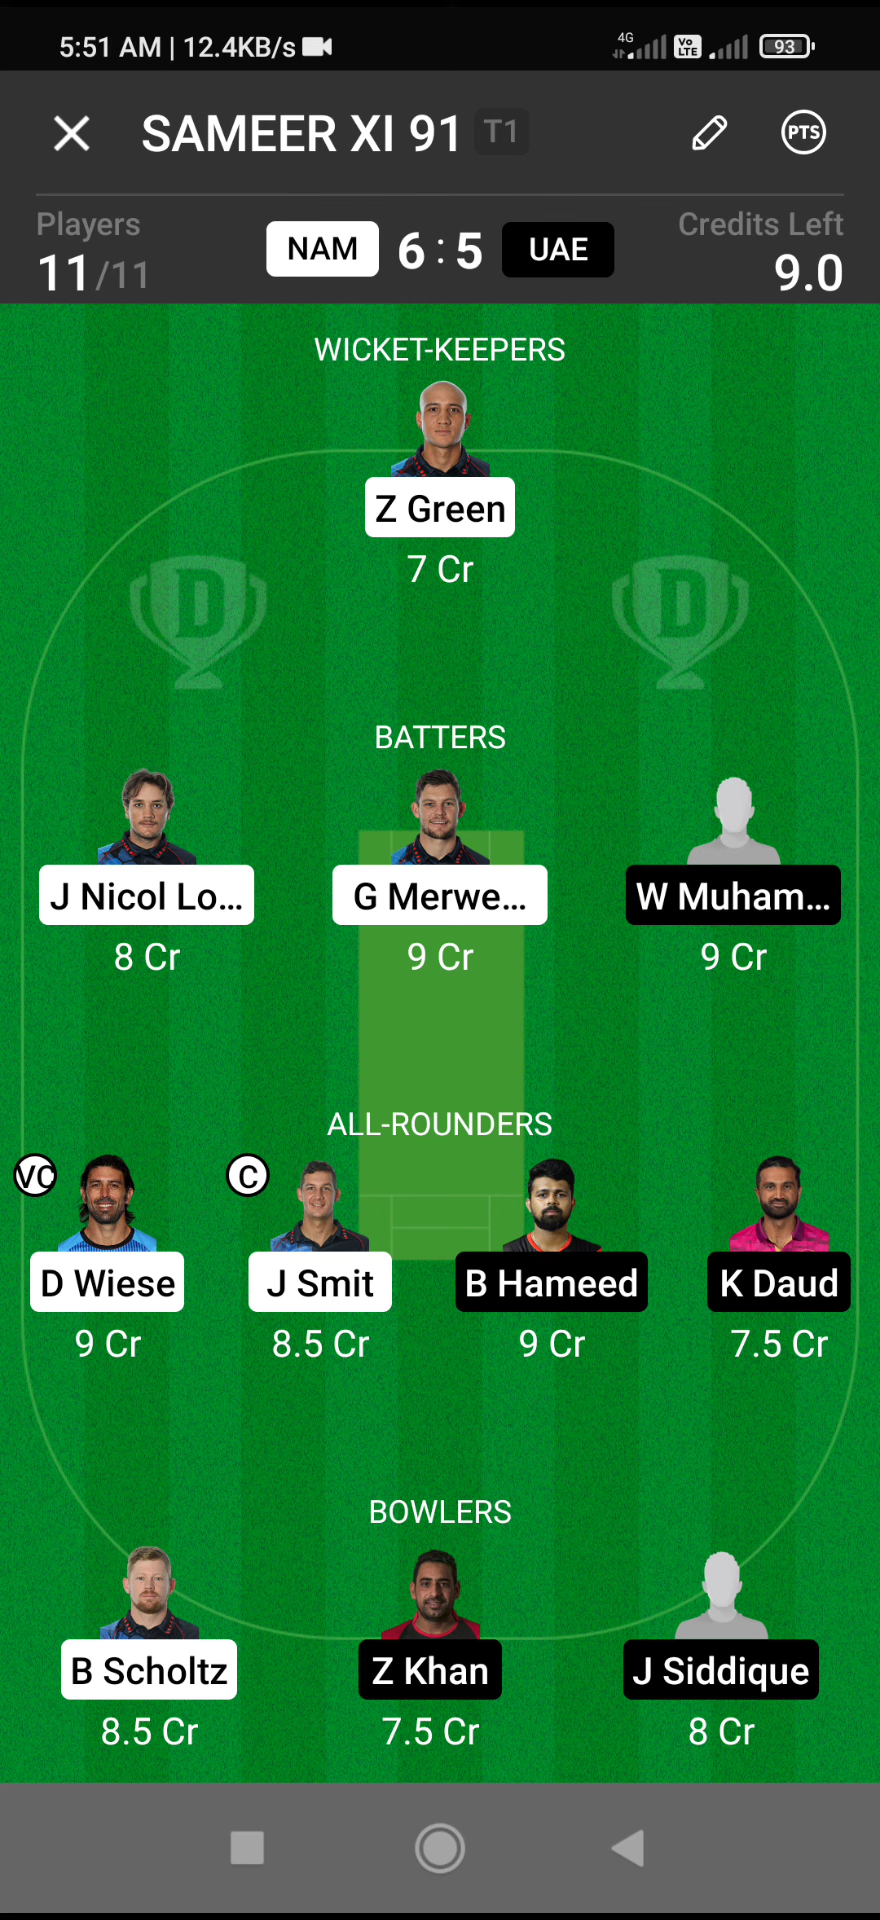 5:51 AM | 12.4KB/s
4G
Vo LTE
93
SAMEER XI 91 T1
PTS
Players
11/11
NAM 6 : 5 UAE
Credits Left
9.0
WICKET-KEEPERS
Z Green
7 Cr
D D
BATTERS
J Nicol Lo... G Merwe... W Muham...
8 Cr 9 Cr 9 Cr
ALL-ROUNDERS
VC C
D Wiese J Smit B Hameed K Daud
9 Cr 8.5 Cr 9 Cr 7.5 Cr
BOWLERS
B Scholtz Z Khan J Siddique
8.5 Cr 7.5 Cr 8 Cr